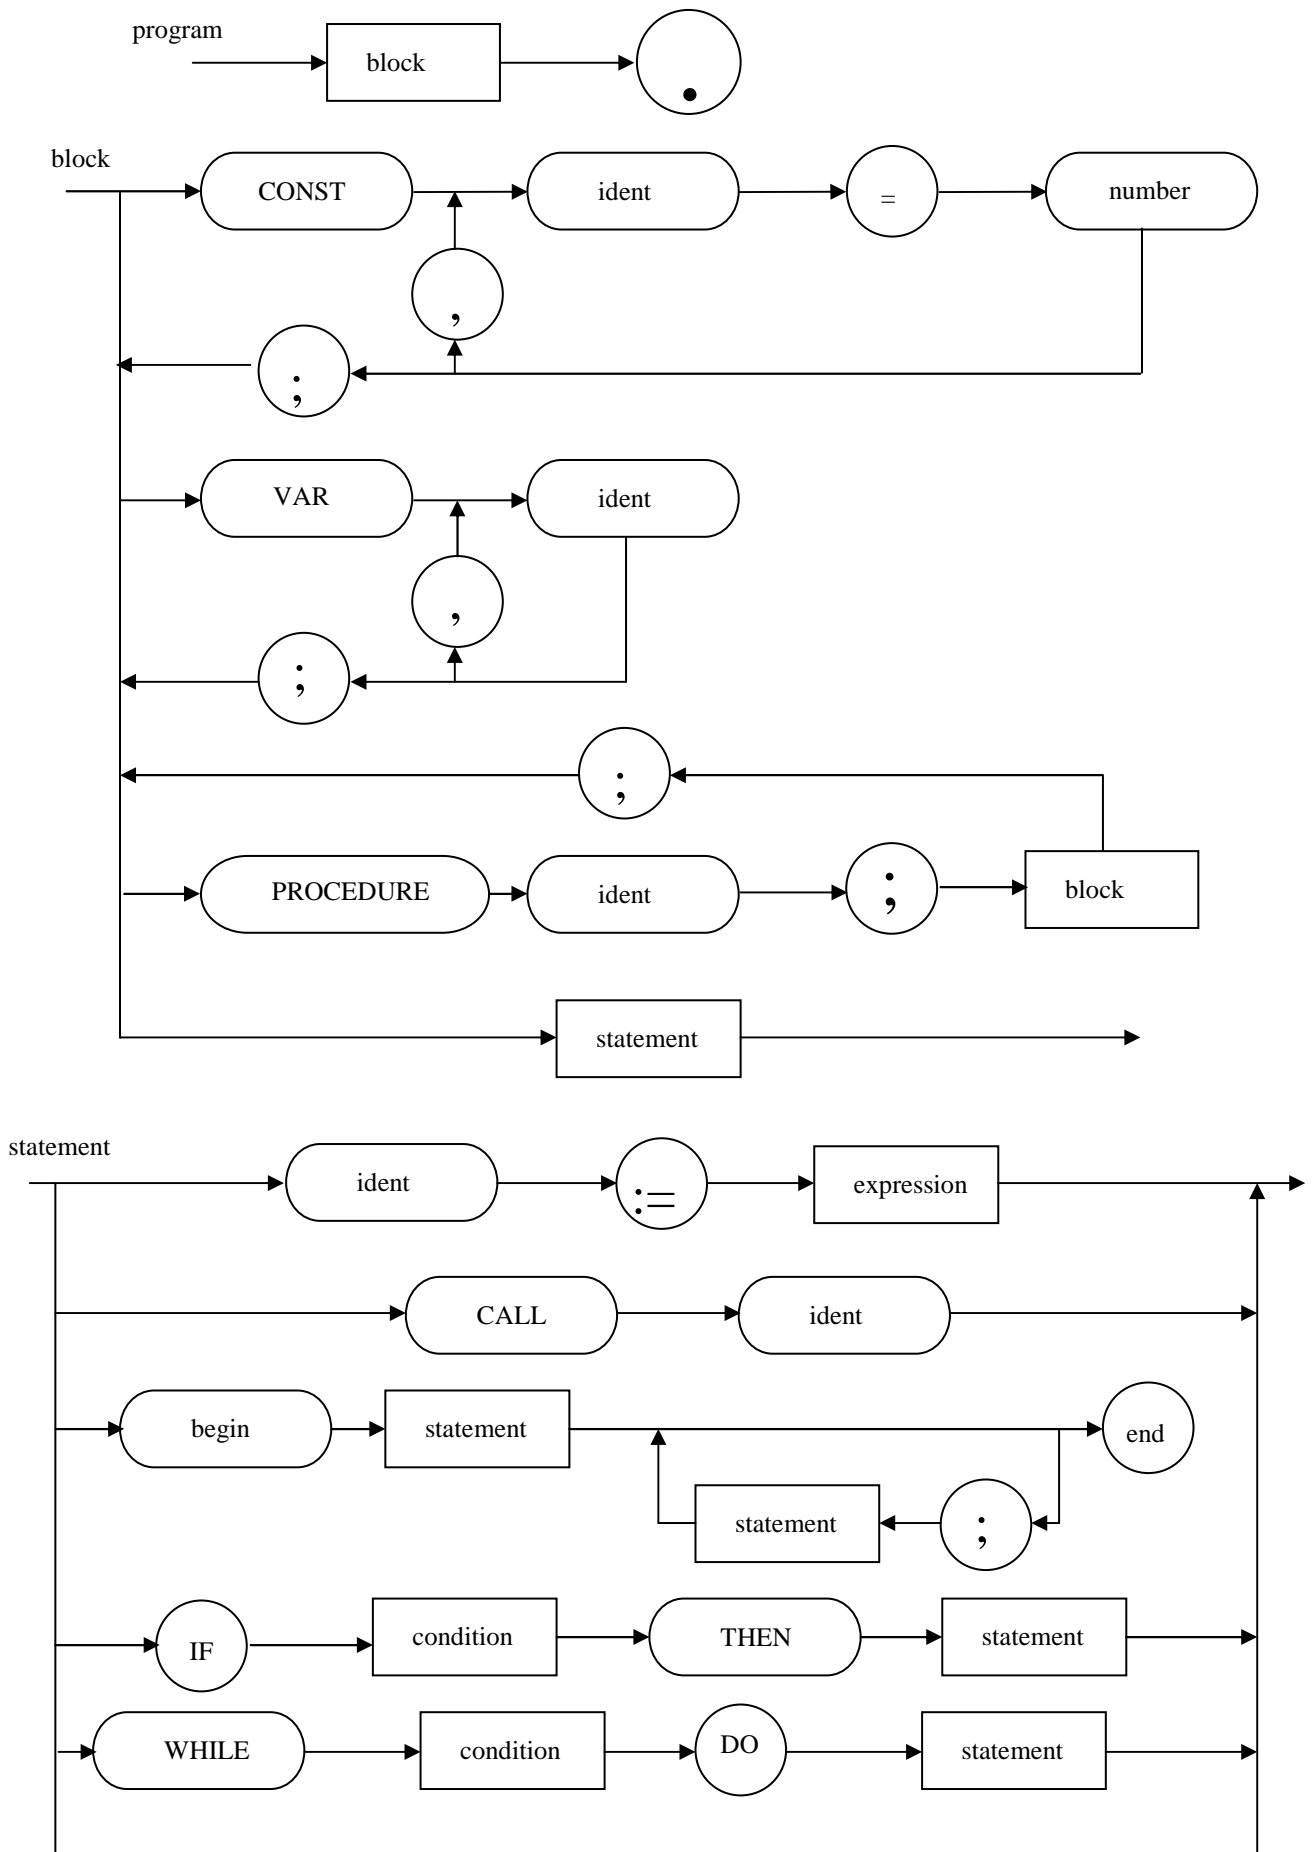 program
block
.
block
CONST
ident
=
number
,
;
VAR
ident
,
;
;
PROCEDURE
ident
;
block
statement
statement
ident
:=
expression
CALL
ident
begin
statement
end
statement
;
IF
condition
THEN
statement
WHILE
condition
DO
statement